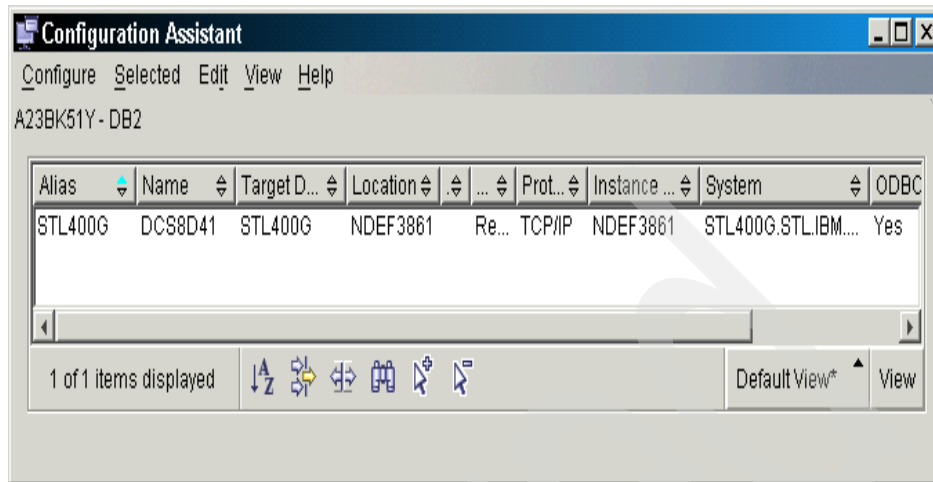 Configuration Assistant
Configure Selected Edit View Help
A23BK51Y - DB2
Alias Name Target D... Location . ... Prot... Instance ... System ODBC
STL400G DCS8D41 STL400G NDEF3861 Re... TCP/IP NDEF3861 STL400G.STL.IBM.... Yes
1 of 1 items displayed A Z Default View* View